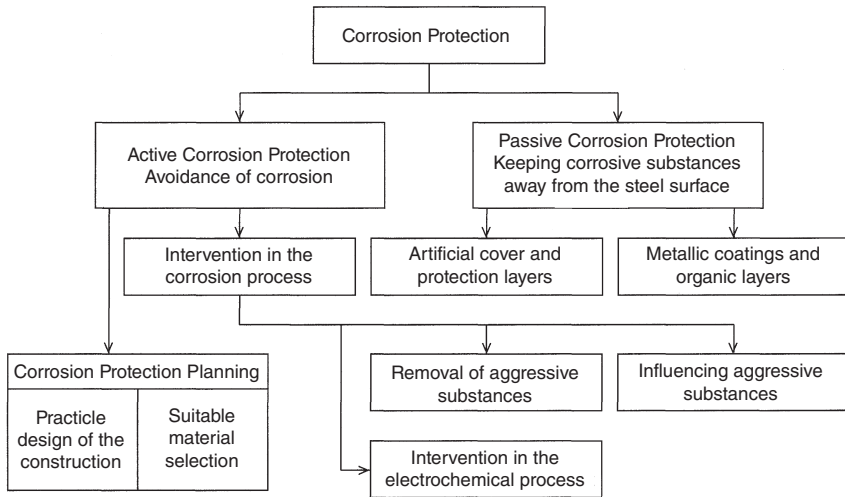 Corrosion Protection
Active Corrosion Protection
Avoidance of corrosion
Passive Corrosion Protection
Keeping corrosive substances
away from the steel surface
Intervention in the
corrosion process
Artificial cover and
protection layers
Metallic coatings and
organic layers
Corrosion Protection Planning
Practicle
design of the
construction
Suitable
material
selection
Removal of aggressive
substances
Influencing aggressive
substances
Intervention in the
electrochemical process